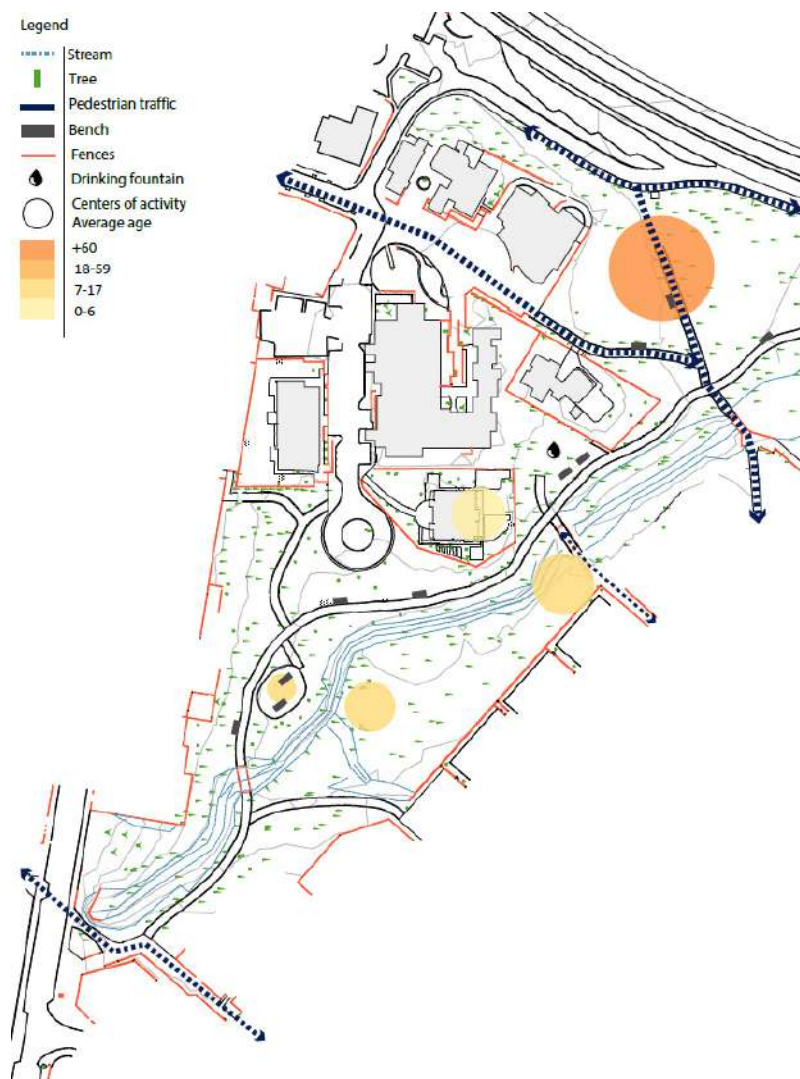 Legend
Stream
Tree
Pedestrian traffic
Bench
Fences
Drinking fountain
Centers of activity
Average age
+60
18-59
7-17
0-6